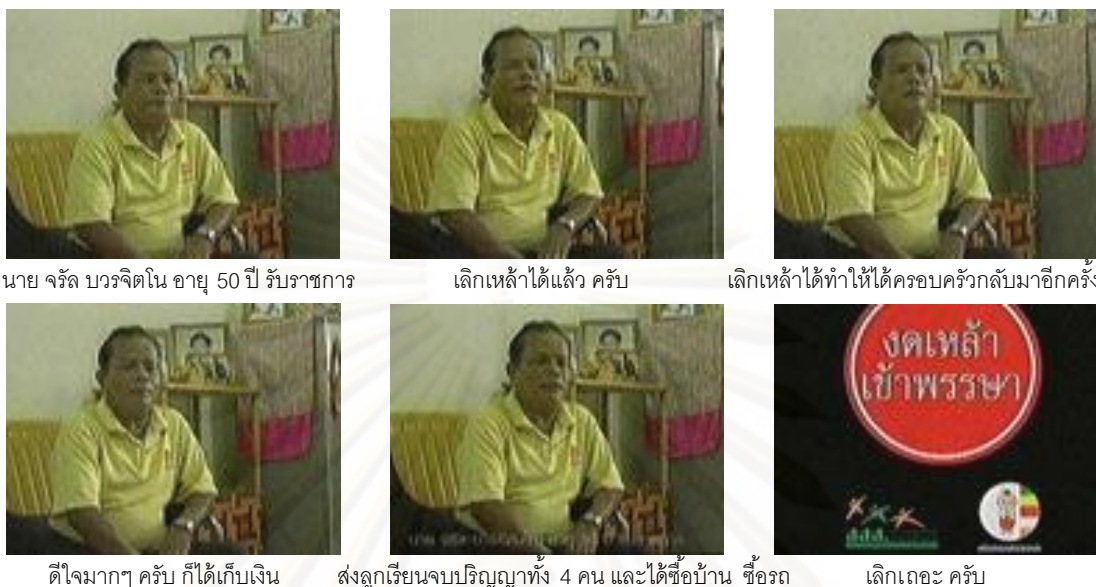 นาย จรัล บวรจิตโน อายุ 50 ปี รับราชการ
เลิกเหล้าได้แล้ว ครับ
เลิกเหล้าได้ทำให้ได้ครอบครัวกลับมาอีกครั้ง
งดเหล้า
เข้าพรรษา
ดีใจมากๆ ครับ ก็ได้เก็บเงิน
ส่งลูกเรียนจบปริญญาทั้ง 4 คน และได้ซื้อบ้าน ซื้อรถ
เลิกเถอะ ครับ